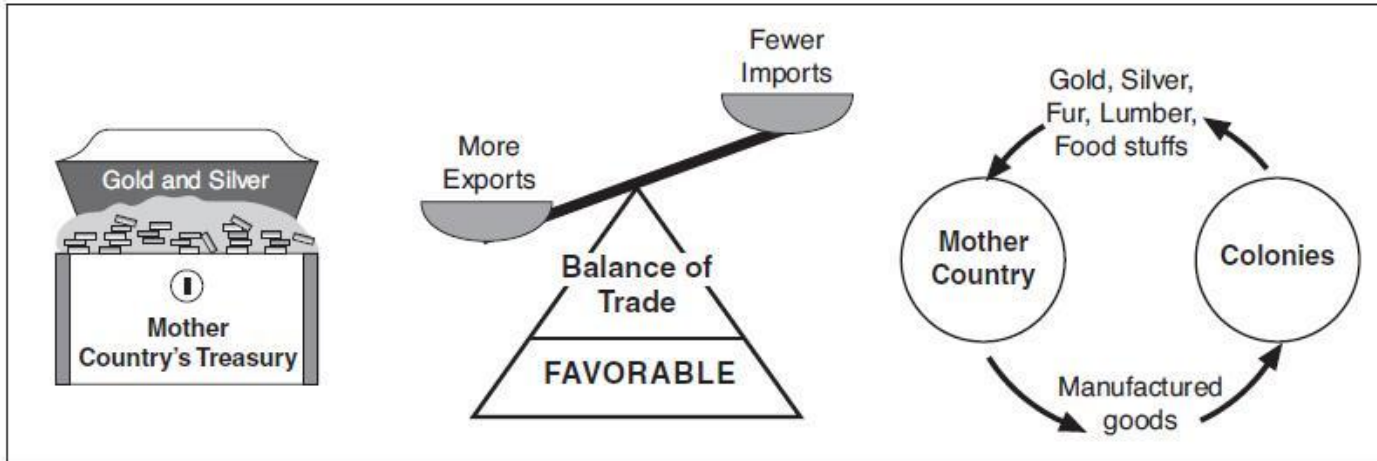 Gold and Silver
Mother
Country's Treasury
More
Exports
Fewer
Imports
Balance of
Trade
FAVORABLE
Gold, Silver,
Fur, Lumber,
Food stuffs
Mother
Country
Colonies
Manufactured
goods